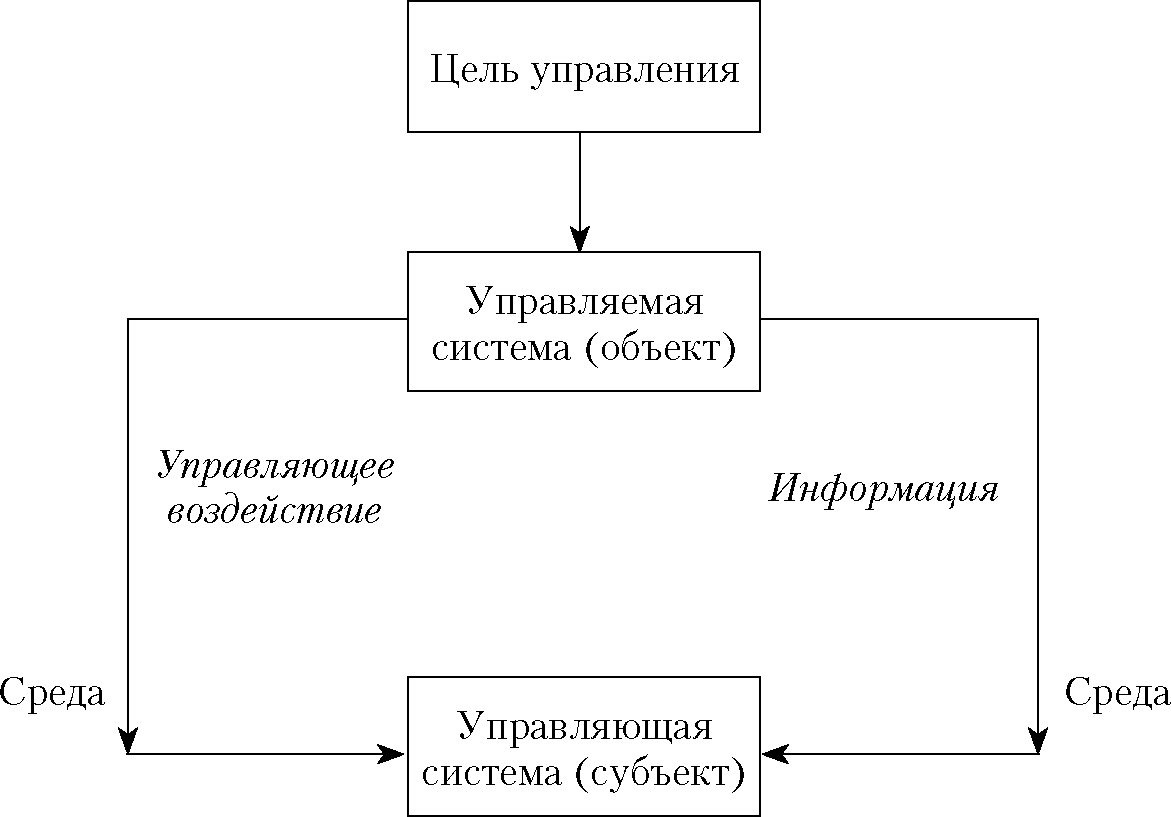 Цель управления
Управляемая
система (объект)
Управляющее
воздействие
Информация
Среда
Среда
Управляющая
система (субъект)